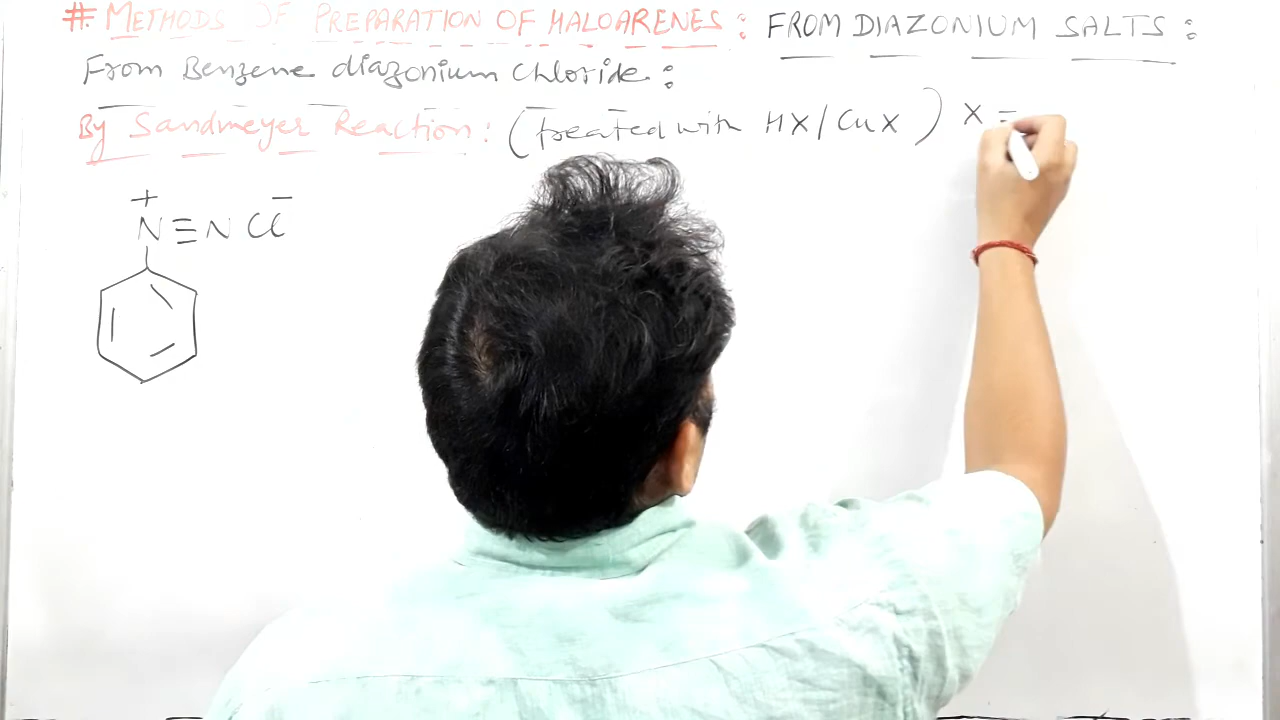 # METHODS OF PREPARATION OF HALOARENES : FROM DIAZONIUM SALTS :
From Benzene diazonium Chloride :
By Sandmeyer Reaction : (treated with HX/CuX) X =
+ −
N≡N Cl